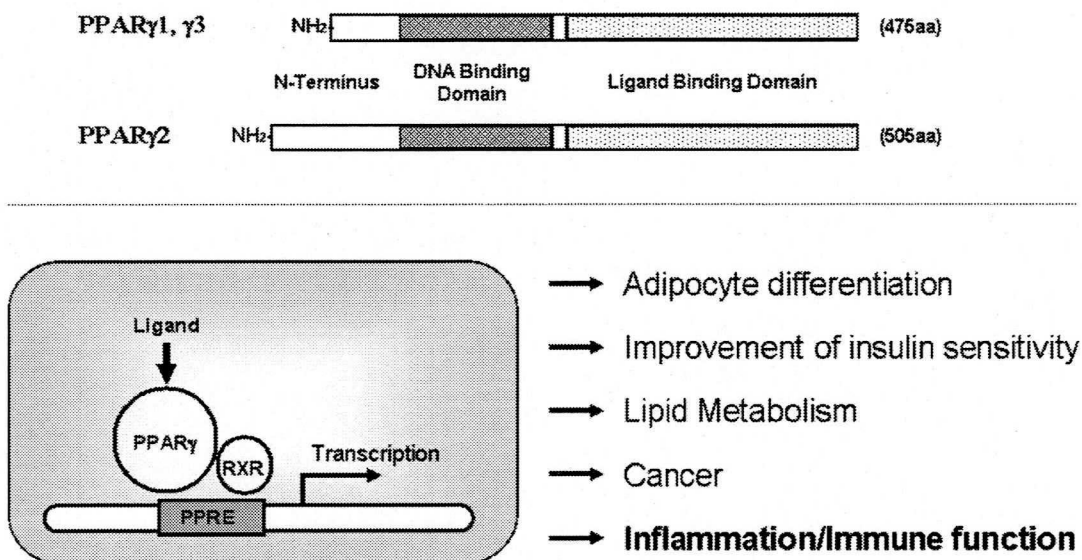 PPARγ1, γ3 NH2 (475aa)
N-Terminus DNA Binding Domain Ligand Binding Domain
PPARγ2 NH2 (505aa)
Ligand
PPARγ
RXR
Transcription
PPRE
Adipocyte differentiation
Improvement of insulin sensitivity
Lipid Metabolism
Cancer
Inflammation/Immune function